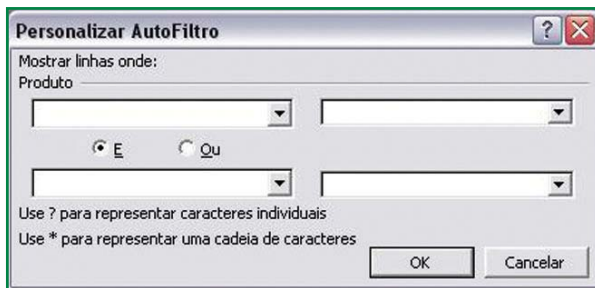 Personalizar AutoFiltro
?
Mostrar linhas onde:
Produto
E Ou
Use ? para representar caracteres individuais
Use * para representar uma cadeia de caracteres
OK Cancelar